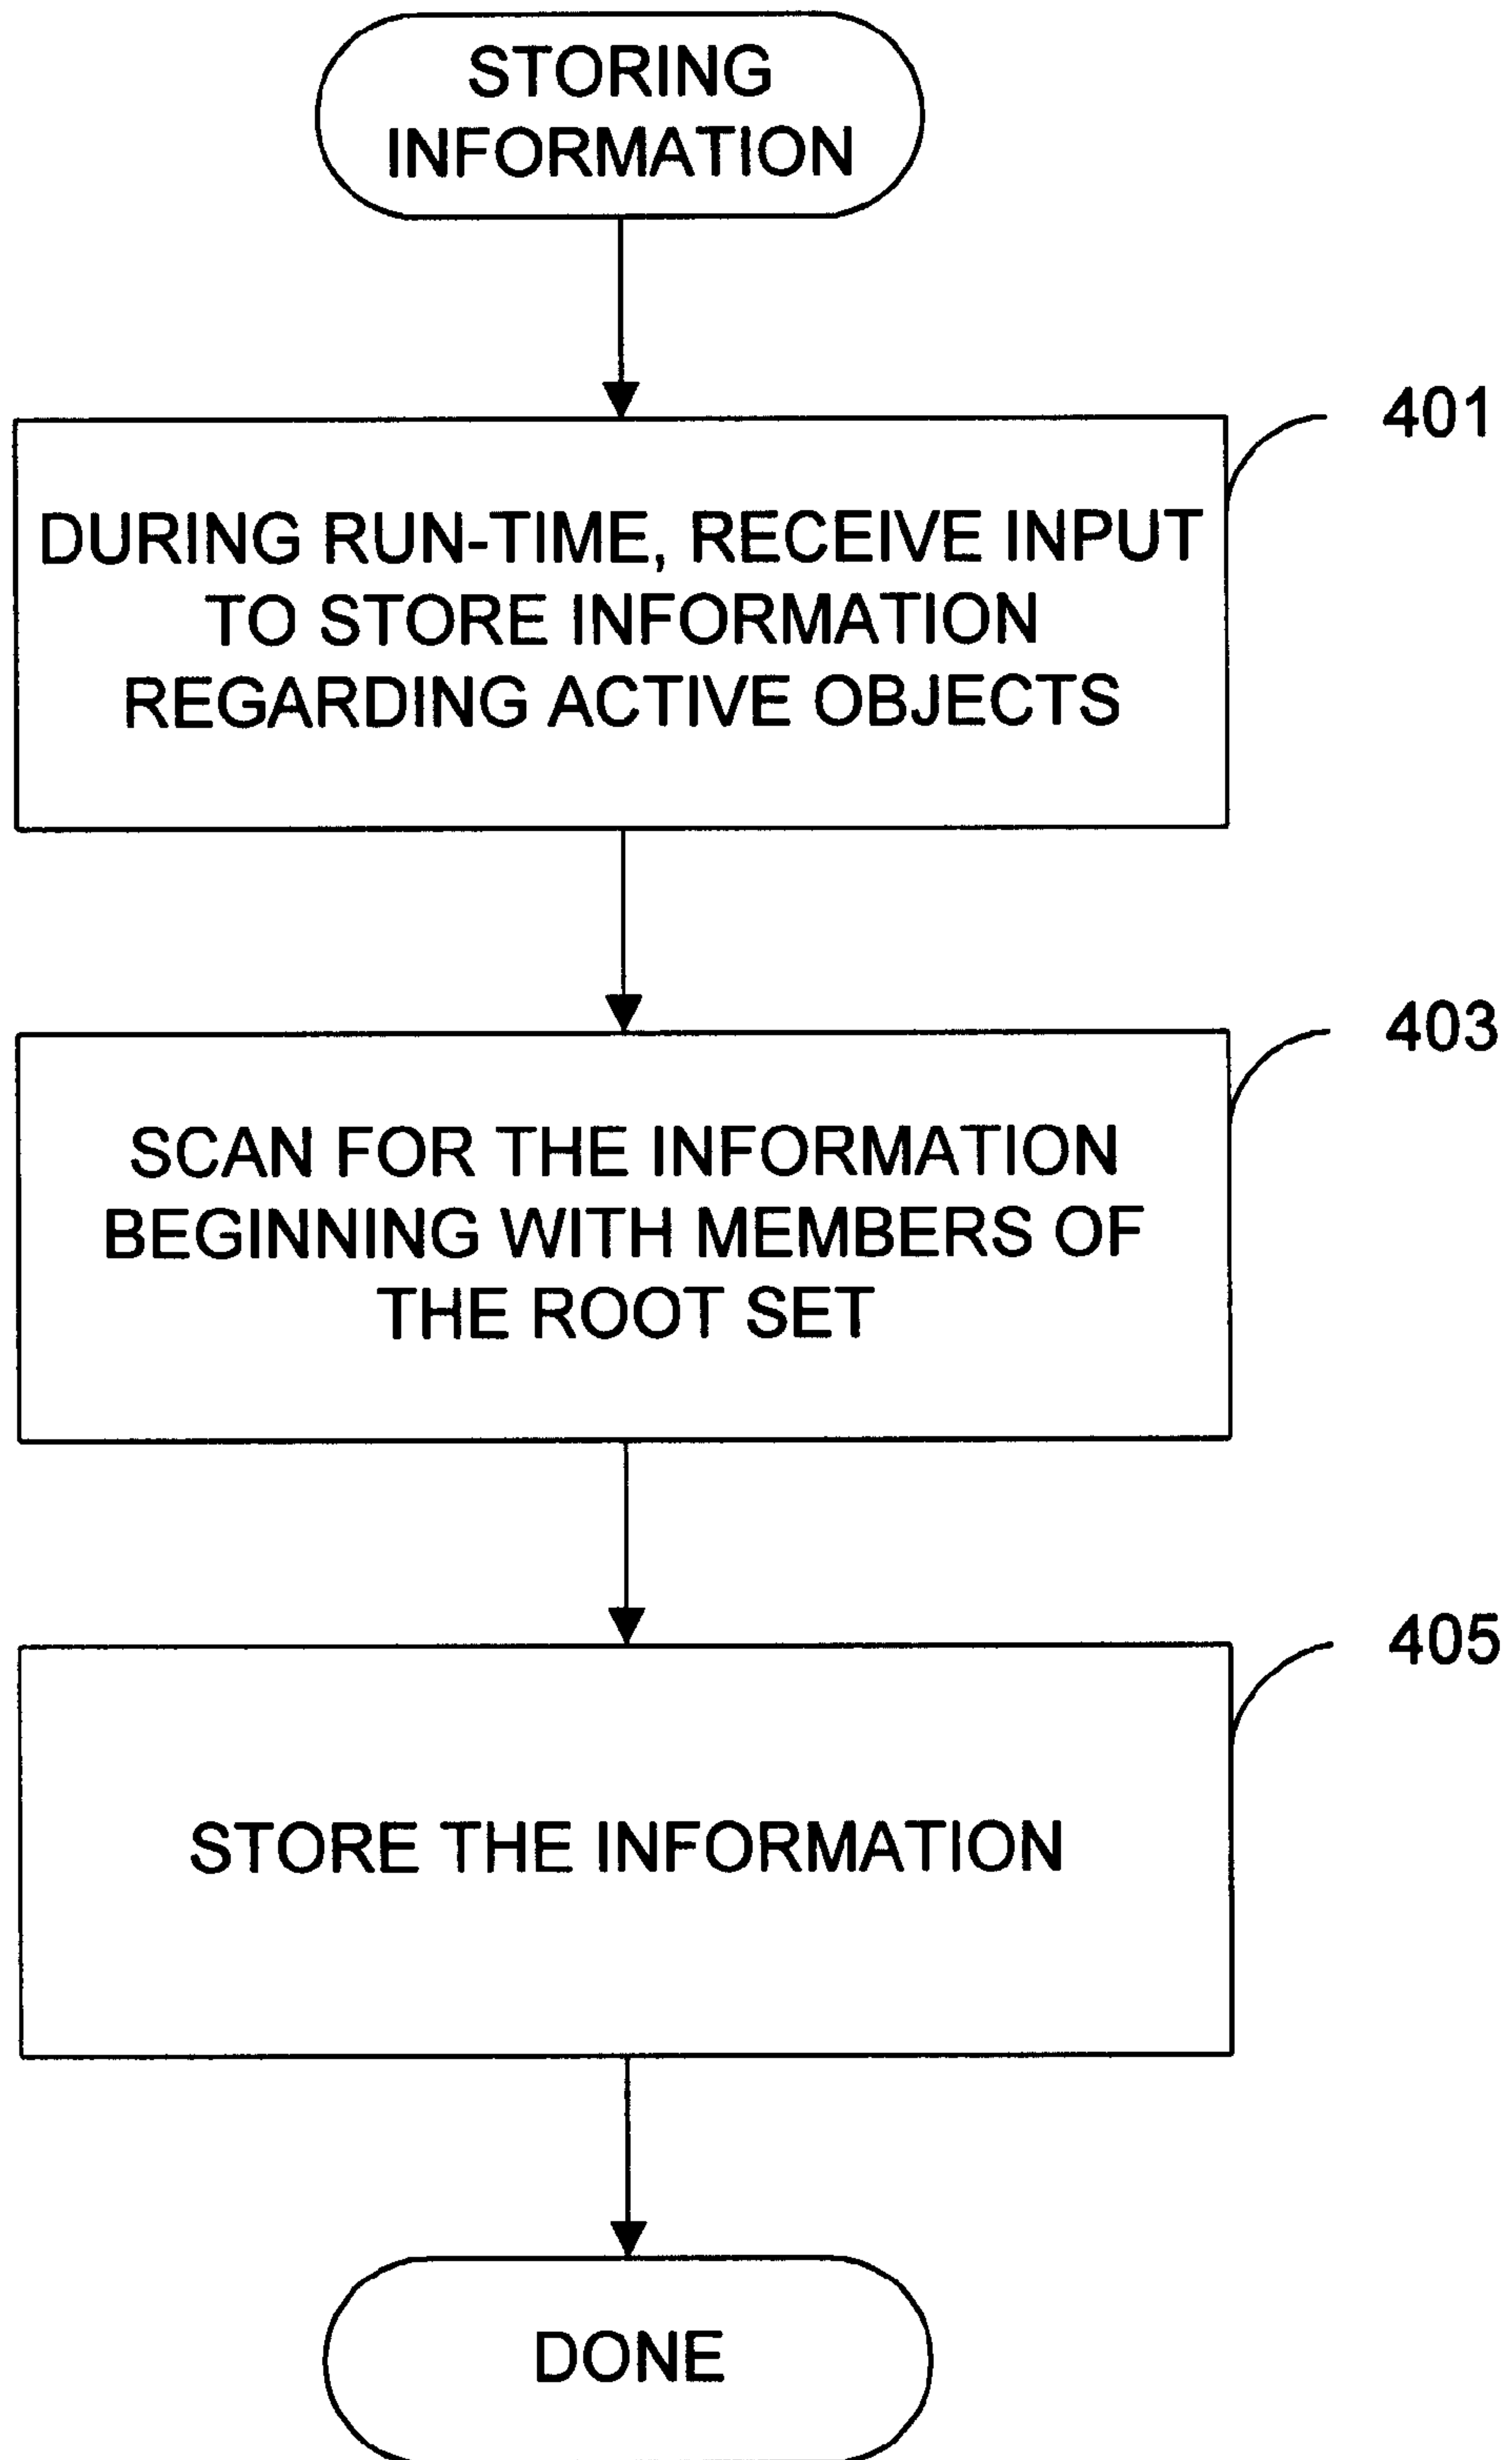 STORING
INFORMATION
401
DURING RUN-TIME, RECEIVE INPUT
TO STORE INFORMATION
REGARDING ACTIVE OBJECTS
403
SCAN FOR THE INFORMATION
BEGINNING WITH MEMBERS OF
THE ROOT SET
405
STORE THE INFORMATION
DONE